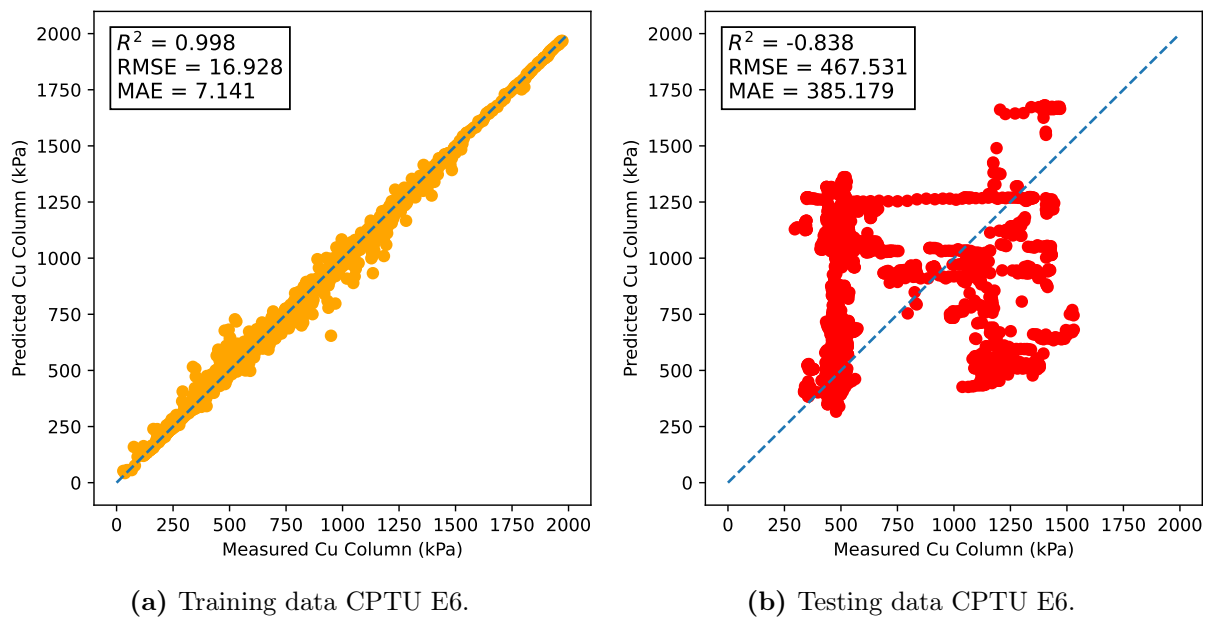 R² = 0.998
RMSE = 16.928
MAE = 7.141
2000
1750
1500
1250
1000
750
500
250
0
Predicted Cu Column (kPa)
0 250 500 750 1000 1250 1500 1750 2000
Measured Cu Column (kPa)
(a) Training data CPTU E6.
R² = -0.838
RMSE = 467.531
MAE = 385.179
2000
1750
1500
1250
1000
750
500
250
0
Predicted Cu Column (kPa)
0 250 500 750 1000 1250 1500 1750 2000
Measured Cu Column (kPa)
(b) Testing data CPTU E6.